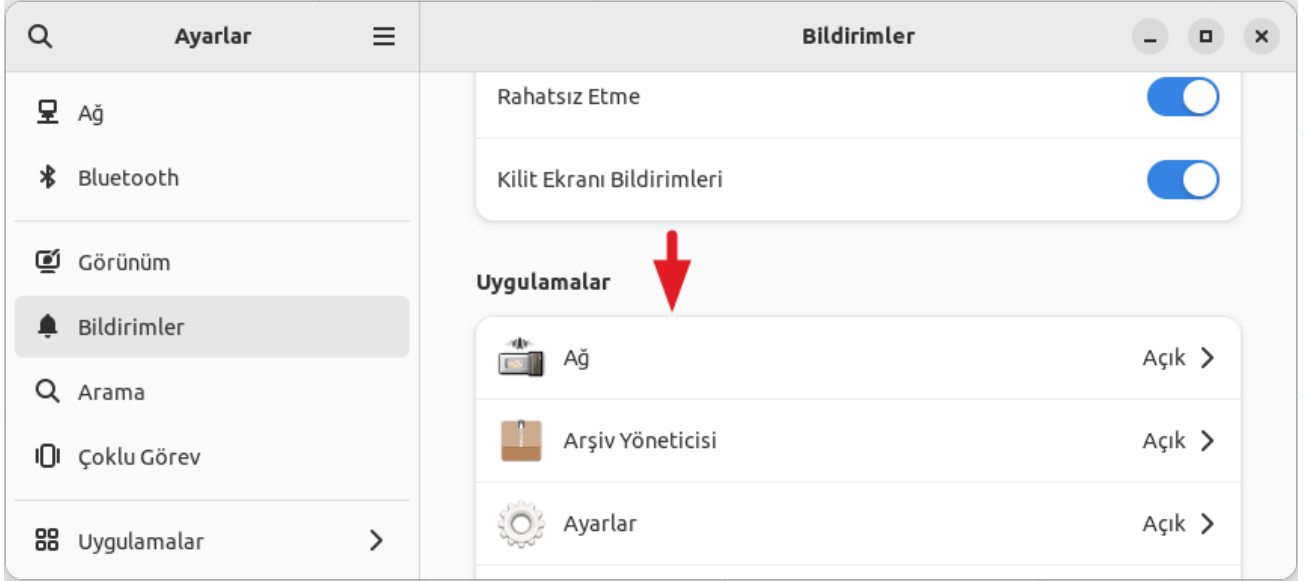 Ayarlar
Bildirimler
Ağ
Bluetooth
Görünüm
Bildirimler
Arama
Çoklu Görev
Uygulamalar
Rahatsız Etme
Kilit Ekranı Bildirimleri
Uygulamalar
Ağ Açık
Arşiv Yöneticisi Açık
Ayarlar Açık